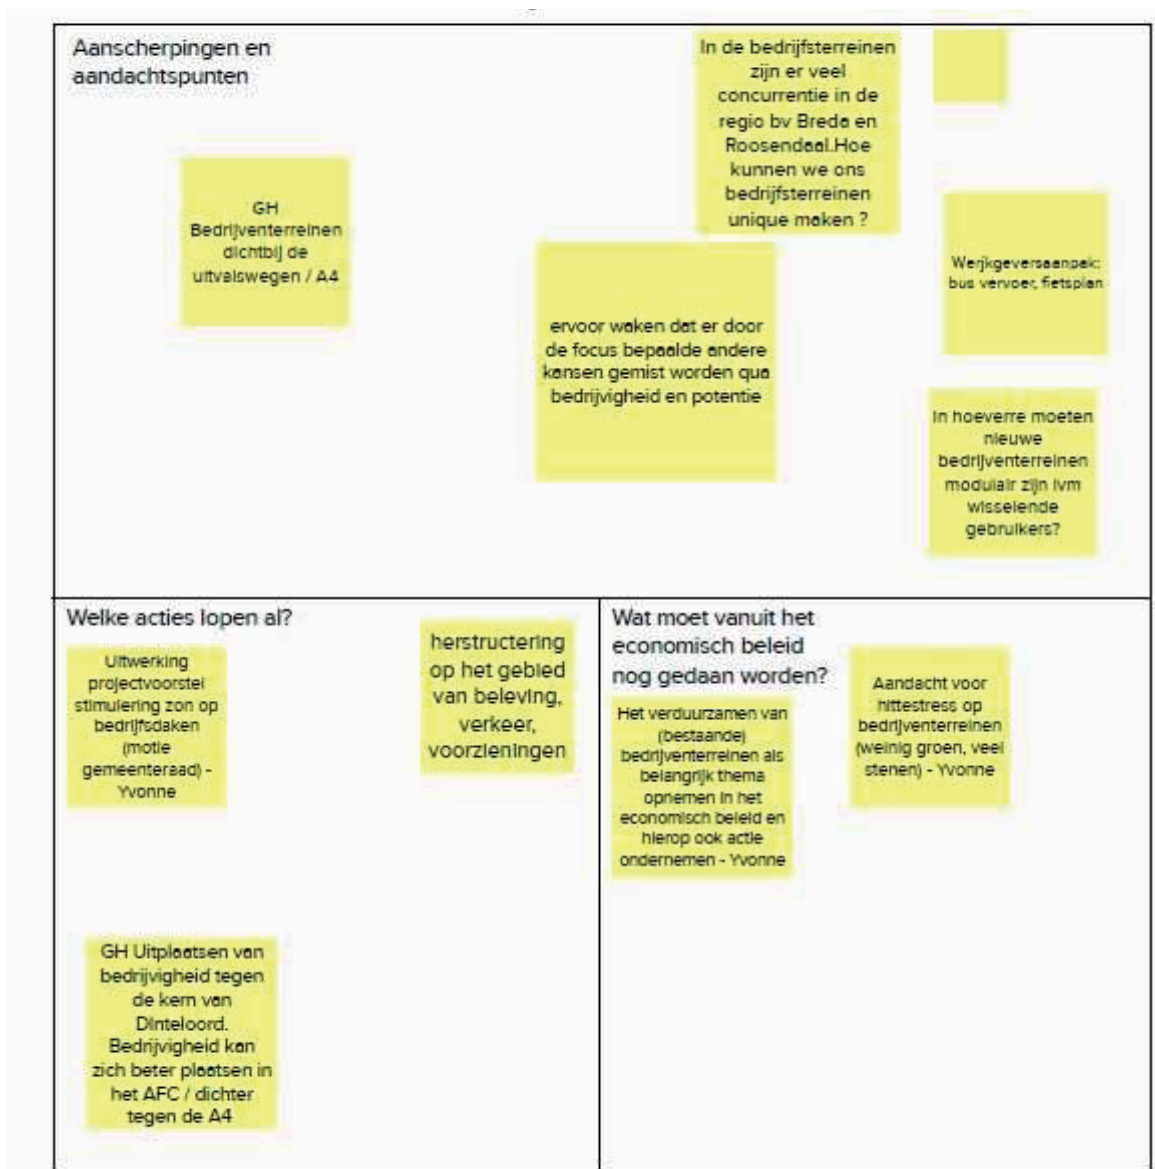 Aanscherpingen en
aandachtspunten
In de bedrijfsterreinen
zijn er veel
concurrentie in de
regio bv Breda en
Roosendaal.Hoe
kunnen we ons
bedrijfsterreinen
unique maken ?
GH
Bedrijventerreinen
dichtbij de
uitvalswegen / A4
Werjkgeversaanpak:
bus vervoer, fietsplan
ervoor waken dat er door
de focus bepaalde andere
kansen gemist worden qua
bedrijvigheid en potentie
In hoeverre moeten
nieuwe
bedrijventerreinen
modulair zijn ivm
wisselende
gebruikers?
Welke acties lopen al?
Uitwerking
projectvoorstel
stimulering zon op
bedrijfsdaken
(motie
gemeenteraad) -
Yvonne
herstructering
op het gebied
van beleving,
verkeer,
voorzieningen
GH Uitplaatsen van
bedrijvigheid tegen
de kern van
Dinteloord.
Bedrijvigheid kan
zich beter plaatsen in
het AFC / dichter
tegen de A4
Wat moet vanuit het
economisch beleid
nog gedaan worden?
Het verduurzamen van
(bestaande)
bedrijventerreinen als
belangrijk thema
opnemen in het
economisch beleid en
hierop ook actie
ondernemen - Yvonne
Aandacht voor
hittestress op
bedrijventerreinen
(weinig groen, veel
stenen) - Yvonne